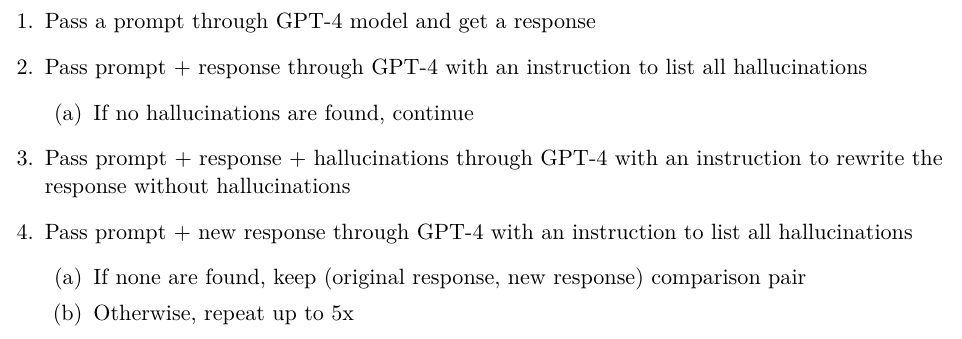 1. Pass a prompt through GPT-4 model and get a response
2. Pass prompt + response through GPT-4 with an instruction to list all hallucinations
(a) If no hallucinations are found, continue
3. Pass prompt + response + hallucinations through GPT-4 with an instruction to rewrite the
response without hallucinations
4. Pass prompt + new response through GPT-4 with an instruction to list all hallucinations
(a) If none are found, keep (original response, new response) comparison pair
(b) Otherwise, repeat up to 5x